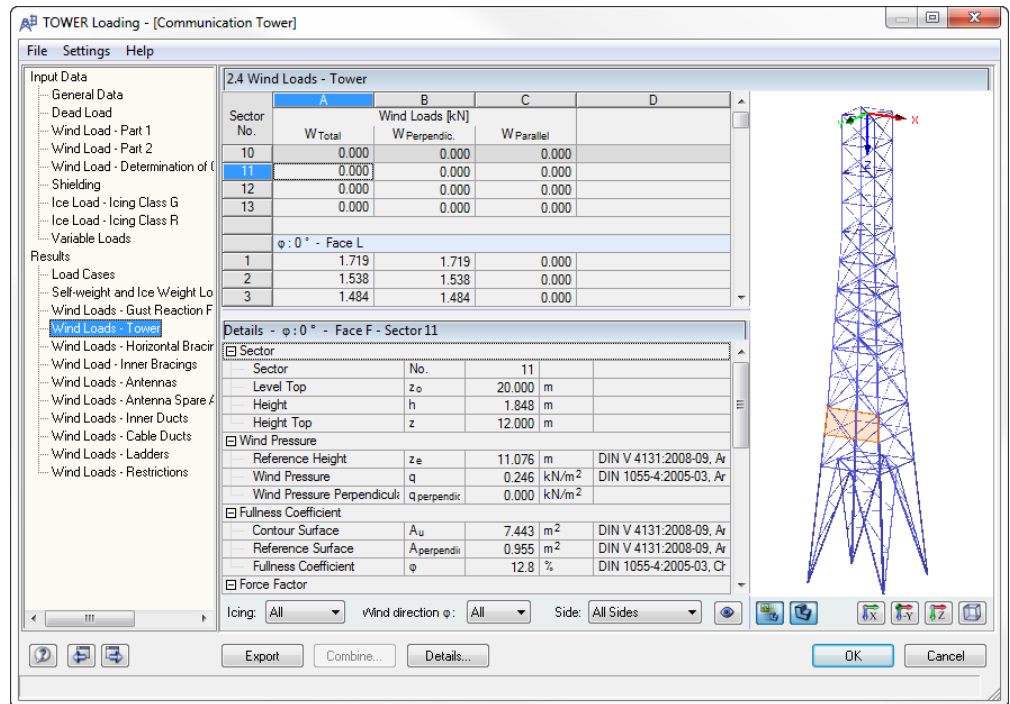 TOWER Loading - [Communication Tower]
File Settings Help
Input Data
General Data
Dead Load
Wind Load - Part 1
Wind Load - Part 2
Wind Load - Determination of
Shielding
Ice Load - Icing Class G
Ice Load - Icing Class R
Variable Loads
Results
Load Cases
Self-weight and Ice Weight Lo
Wind Loads - Gust Reaction F
Wind Loads - Tower
Wind Loads - Horizontal Bracir
Wind Load - Inner Bracings
Wind Loads - Antennas
Wind Loads - Antenna Spare A
Wind Loads - Inner Ducts
Wind Loads - Cable Ducts
Wind Loads - Ladders
Wind Loads - Restrictions
2.4 Wind Loads - Tower
A B C D
Sector Wind Loads [kN]
No. W Total W Perpendic. W Parallel
10 0.000 0.000 0.000
11 0.000 0.000 0.000
12 0.000 0.000 0.000
13 0.000 0.000 0.000
φ : 0 ° - Face L
1 1.719 1.719 0.000
2 1.538 1.538 0.000
3 1.484 1.484 0.000
Details - φ : 0 ° - Face F - Sector 11
Sector
Sector No. 11
Level Top z o 20.000 m
Height h 1.848 m
Height Top z 12.000 m
Wind Pressure
Reference Height z e 11.076 m DIN V 4131:2008-09, Ar
Wind Pressure q 0.246 kN/m2 DIN 1055-4:2005-03, Ar
Wind Pressure Perpendicula q perpendic 0.000 kN/m2
Fullness Coefficient
Contour Surface A u 7.443 m2 DIN V 4131:2008-09, Ar
Reference Surface A perpendic 0.955 m2 DIN V 4131:2008-09, Ar
Fullness Coefficient φ 12.8 % DIN 1055-4:2005-03, Ch
Force Factor
X
Z
Icing: All Wind direction φ : All Side: All Sides
X -Y Z
Export Combine... Details... OK Cancel